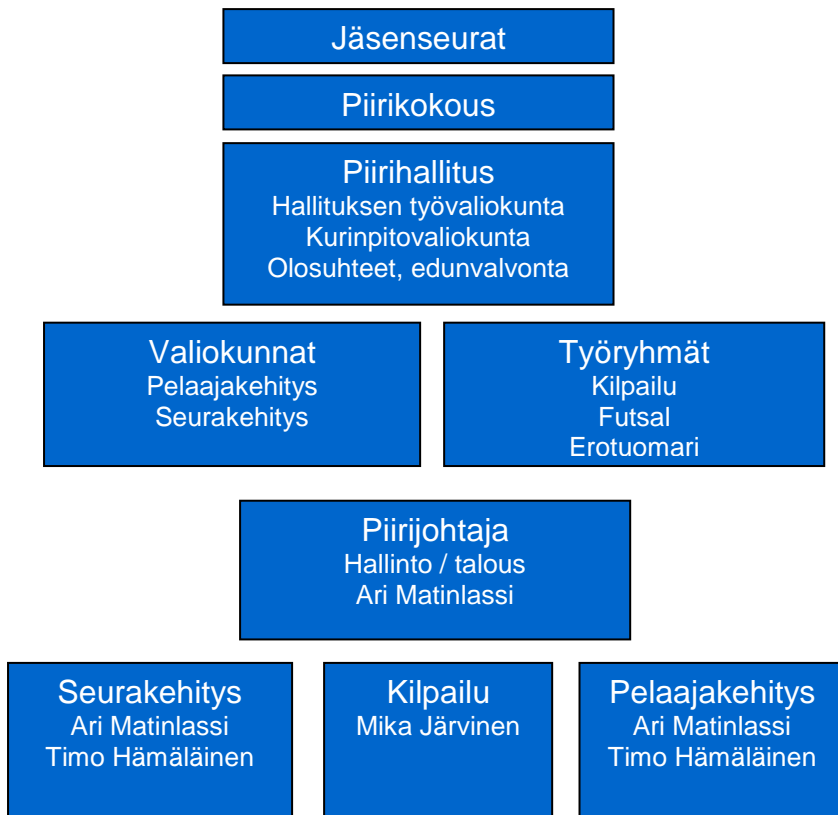 Jäsenseurat
Piirikokous
Piirihallitus
Hallituksen työvaliokunta
Kurinpitovaliokunta
Olosuhteet, edunvalvonta
Valiokunnat
Pelaajakehitys
Seurakehitys
Työryhmät
Kilpailu
Futsal
Erotuomari
Piirijohtaja
Hallinto / talous
Ari Matinlassi
Seurakehitys
Ari Matinlassi
Timo Hämäläinen
Kilpailu
Mika Järvinen
Pelaajakehitys
Ari Matinlassi
Timo Hämäläinen